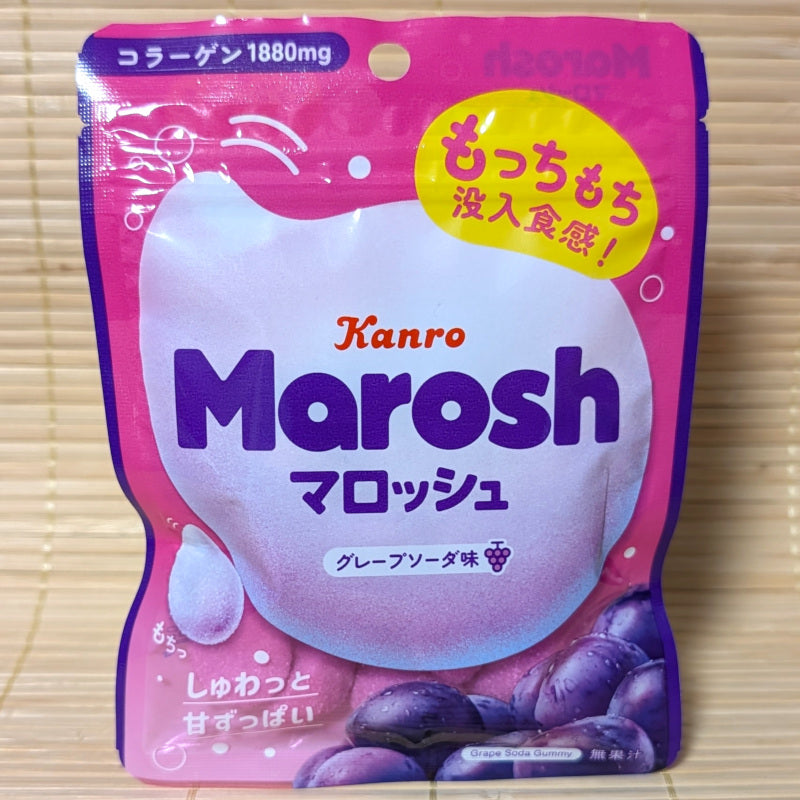 コラーゲン1880mg
Marosh
もっちもち
没入食感!
Kanro
Marosh
マロッシュ
グレープソーダ味
もちっ
しゅわっと
甘ずっぱい
Grape Soda Gummy
無果汁